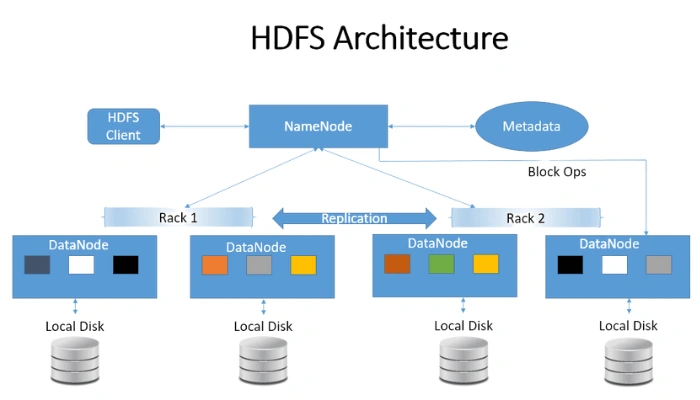 HDFS Architecture
HDFS
Client
NameNode
Metadata
Block Ops
Rack 1
Replication
Rack 2
DataNode
DataNode
DataNode
DataNode
Local Disk
Local Disk
Local Disk
Local Disk